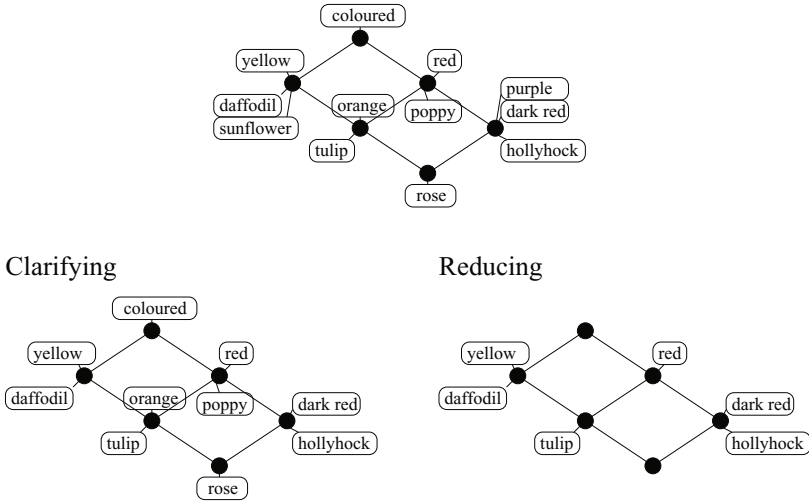 coloured
yellow
red
purple
daffodil
orange
dark red
sunflower
poppy
tulip
hollyhock
rose
Clarifying
Reducing
coloured
yellow
red
daffodil
orange
poppy
dark red
tulip
hollyhock
rose
yellow
red
daffodil
dark red
tulip
hollyhock